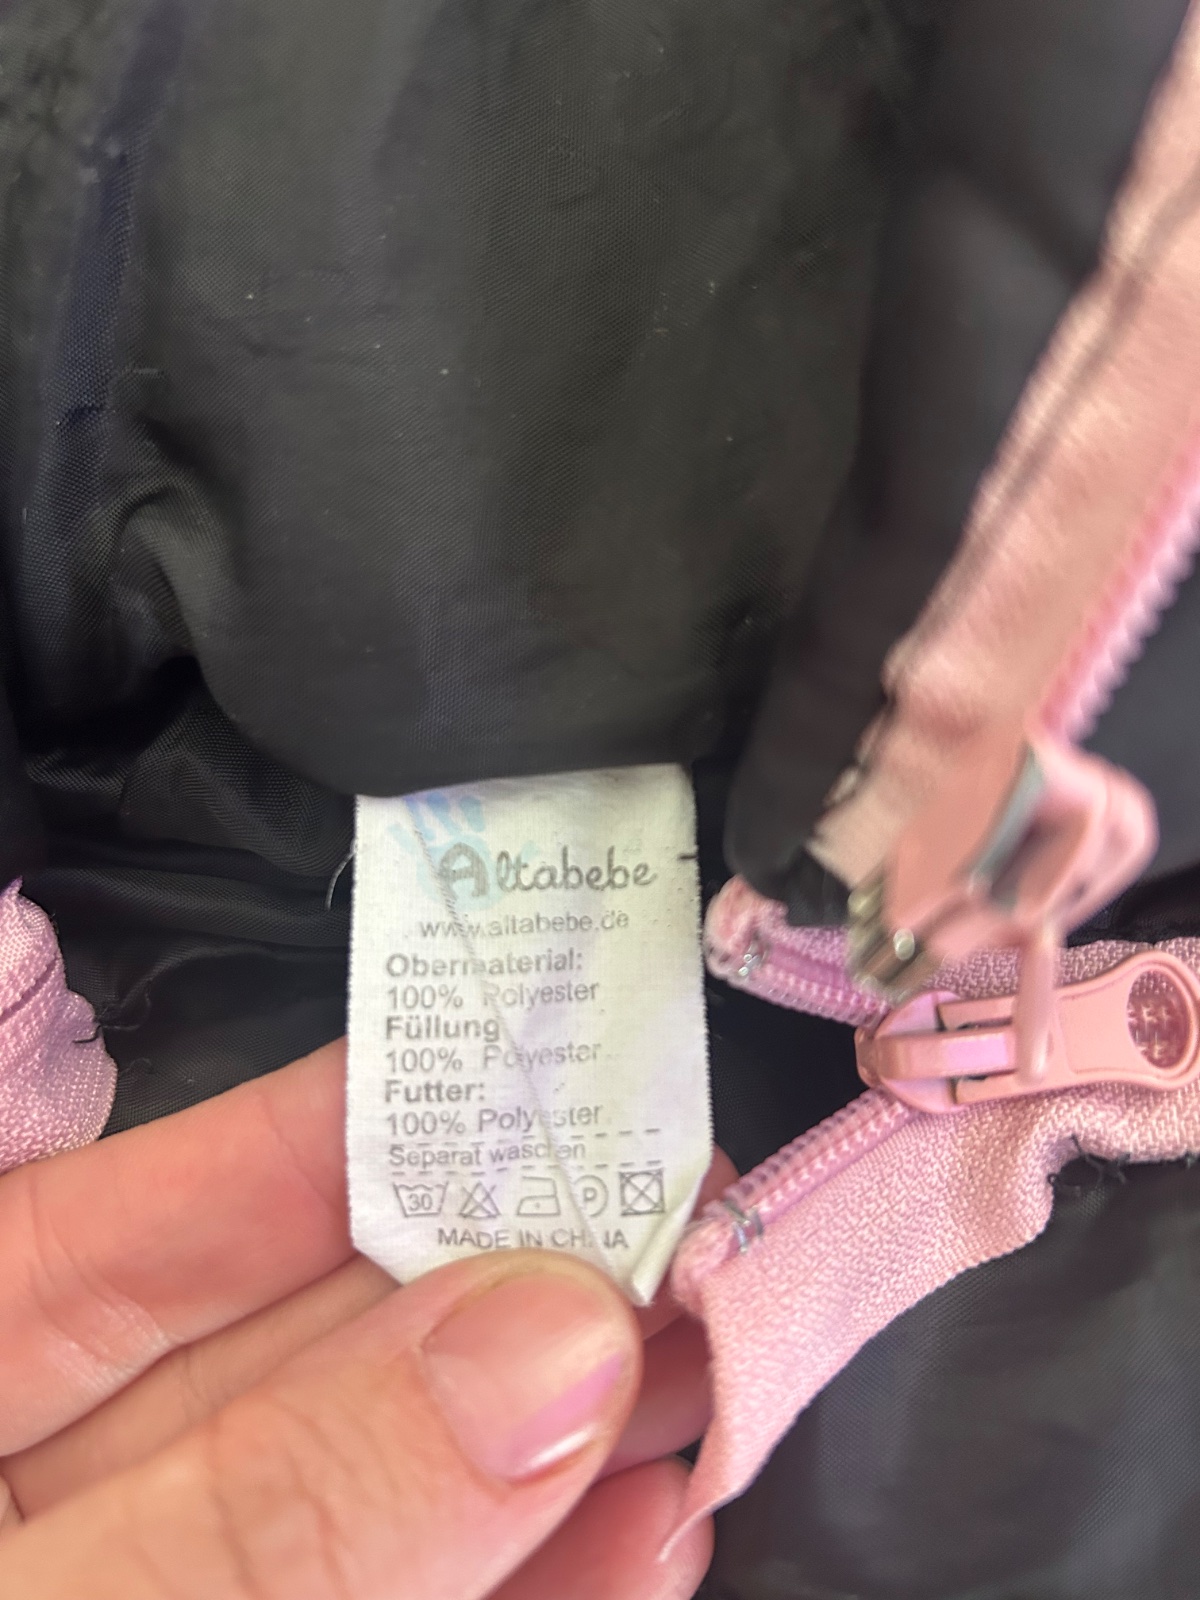 Altabebe
www.altabebe.de
Obermaterial:
100% Polyester
Füllung
100% Polyester
Futter:
100% Polyester
Separat waschen
30 P
MADE IN CHINA